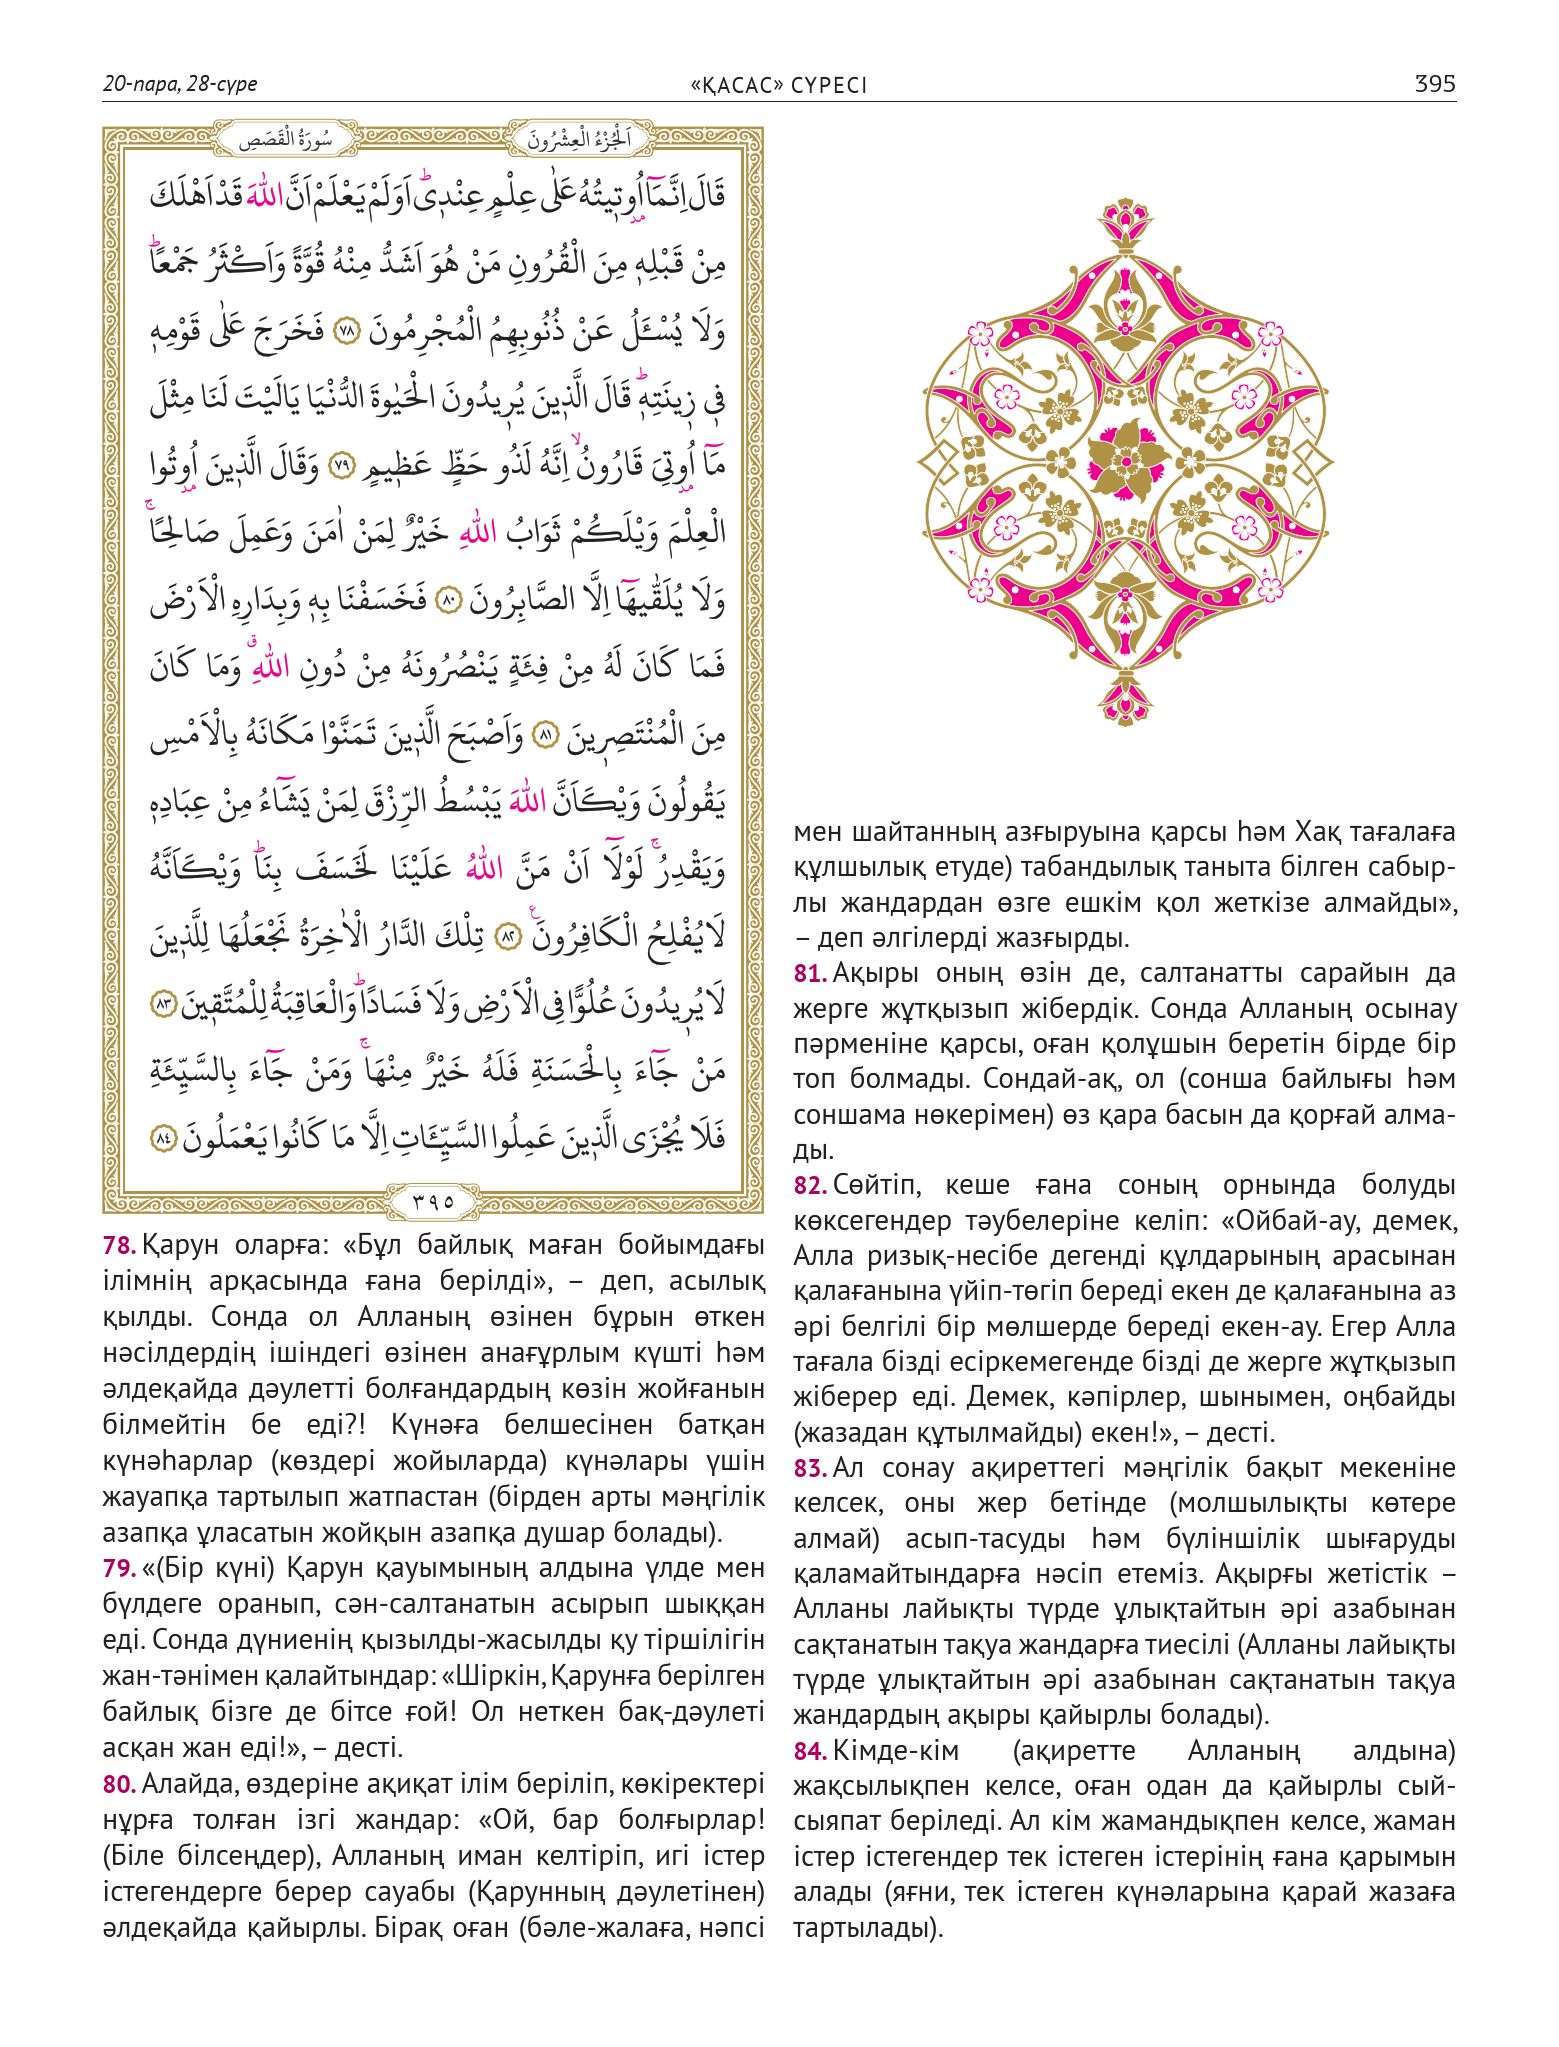 20-пара, 28-сүре
«ҚАСАС» СҮРЕСІ
395
اَلْجُزْءُ الْعِشْرُونَ
سُورَةُ الْقَصَصِ
قَالَ اِنَّمَٓا اُو۫ت۪يتُهُ عَلٰى عِلْمٍ عِنْد۪يۜ اَوَلَمْ يَعْلَمْ اَنَّ اللّٰهَ قَدْ اَهْلَكَ
مِنْ قَبْلِه۪ مِنَ الْقُرُونِ مَنْ هُوَ اَشَدُّ مِنْهُ قُوَّةً وَاَكْثَرُ جَمْعًاۜ
وَلَا يُسْـَٔلُ عَنْ ذُنُوبِهِمُ الْمُجْرِمُونَ ﴿٧٨﴾ فَخَرَجَ عَلٰى قَوْمِه۪
ف۪ي ز۪ينَتِه۪ۜ قَالَ الَّذ۪ينَ يُر۪يدُونَ الْحَيٰوةَ الدُّنْيَا يَالَيْتَ لَنَا مِثْلَ
مَٓا اُو۫تِيَ قَارُونُۙ اِنَّهُ لَذُو حَظٍّ عَظ۪يمٍ ﴿٧٩﴾ وَقَالَ الَّذ۪ينَ اُو۫تُوا
الْعِلْمَ وَيْلَكُمْ ثَوَابُ اللّٰهِ خَيْرٌ لِمَنْ اٰمَنَ وَعَمِلَ صَالِحًاۚ
وَلَا يُلَقّٰيهَٓا اِلَّا الصَّابِرُونَ ﴿٨٠﴾ فَخَسَفْنَا بِه۪ وَبِدَارِهِ الْاَرْضَ
فَمَا كَانَ لَهُ مِنْ فِئَةٍ يَنْصُرُونَهُ مِنْ دُونِ اللّٰهِۗ وَمَا كَانَ
مِنَ الْمُنْتَصِر۪ينَ ﴿٨١﴾ وَاَصْبَحَ الَّذ۪ينَ تَمَنَّوْا مَكَانَهُ بِالْاَمْسِ
يَقُولُونَ وَيْكَاَنَّ اللّٰهَ يَبْسُطُ الرِّزْقَ لِمَنْ يَشَٓاءُ مِنْ عِبَادِه۪
وَيَقْدِرُۚ لَوْلَٓا اَنْ مَنَّ اللّٰهُ عَلَيْنَا لَخَسَفَ بِنَاۜ وَيْكَاَنَّهُ
لَا يُفْلِحُ الْكَافِرُونَ۟ ﴿٨٢﴾ تِلْكَ الدَّارُ الْاٰخِرَةُ نَجْعَلُهَا لِلَّذ۪ينَ
لَا يُر۪يدُونَ عُلُوًّا فِي الْاَرْضِ وَلَا فَسَادًاۜ وَالْعَاقِبَةُ لِلْمُتَّق۪ينَ ﴿٨٣﴾
مَنْ جَٓاءَ بِالْحَسَنَةِ فَلَهُ خَيْرٌ مِنْهَاۚ وَمَنْ جَٓاءَ بِالسَّيِّئَةِ
فَلَا يُجْزَى الَّذ۪ينَ عَمِلُوا السَّيِّـَٔاتِ اِلَّا مَا كَانُوا يَعْمَلُونَ ﴿٨٤﴾
٣٩٥
78. Қарун оларға: «Бұл байлық маған бойымдағы
ілімнің арқасында ғана берілді», – деп, асылық
қылды. Сонда ол Алланың өзінен бұрын өткен
нәсілдердің ішіндегі өзінен анағұрлым күшті һәм
әлдеқайда дәулетті болғандардың көзін жойғанын
білмейтін бе еді?! Күнәға белшесінен батқан
күнәһарлар (көздері жойыларда) күнәлары үшін
жауапқа тартылып жатпастан (бірден арты мәңгілік
азапқа ұласатын жойқын азапқа душар болады).
79. «(Бір күні) Қарун қауымының алдына үлде мен
бүлдеге оранып, сән-салтанатын асырып шыққан
еді. Сонда дүниенің қызылды-жасылды қу тіршілігін
жан-тәнімен қалайтындар: «Шіркін, Қарунға берілген
байлық бізге де бітсе ғой! Ол неткен бақ-дәулеті
асқан жан еді!», – десті.
80. Алайда, өздеріне ақиқат ілім беріліп, көкіректері
нұрға толған ізгі жандар: «Ой, бар болғырлар!
(Біле білсеңдер), Алланың иман келтіріп, игі істер
істегендерге берер сауабы (Қарунның дәулетінен)
әлдеқайда қайырлы. Бірақ оған (бәле-жалаға, нәпсі
мен шайтанның азғыруына қарсы һәм Хақ тағалаға
құлшылық етуде) табандылық таныта білген сабыр-
лы жандардан өзге ешкім қол жеткізе алмайды»,
– деп әлгілерді жазғырды.
81. Ақыры оның өзін де, салтанатты сарайын да
жерге жұтқызып жібердік. Сонда Алланың осынау
пәрменіне қарсы, оған қолұшын беретін бірде бір
топ болмады. Сондай-ақ, ол (сонша байлығы һәм
соншама нөкерімен) өз қара басын да қорғай алма-
ды.
82. Сөйтіп, кеше ғана соның орнында болуды
көксегендер тәубелеріне келіп: «Ойбай-ау, демек,
Алла ризық-несібе дегенді құлдарының арасынан
қалағанына үйіп-төгіп береді екен де қалағанына аз
әрі белгілі бір мөлшерде береді екен-ау. Егер Алла
тағала бізді есіркемегенде бізді де жерге жұтқызып
жіберер еді. Демек, кәпірлер, шынымен, оңбайды
(жазадан құтылмайды) екен!», – десті.
83. Ал сонау ақиреттегі мәңгілік бақыт мекеніне
келсек, оны жер бетінде (молшылықты көтере
алмай) асып-тасуды һәм бүліншілік шығаруды
қаламайтындарға нәсіп етеміз. Ақырғы жетістік –
Алланы лайықты түрде ұлықтайтын әрі азабынан
сақтанатын тақуа жандарға тиесілі (Алланы лайықты
түрде ұлықтайтын әрі азабынан сақтанатын тақуа
жандардың ақыры қайырлы болады).
84. Кімде-кім (ақиретте Алланың алдына)
жақсылықпен келсе, оған одан да қайырлы сый-
сыяпат беріледі. Ал кім жамандықпен келсе, жаман
істер істегендер тек істеген істерінің ғана қарымын
алады (яғни, тек істеген күнәларына қарай жазаға
тартылады).